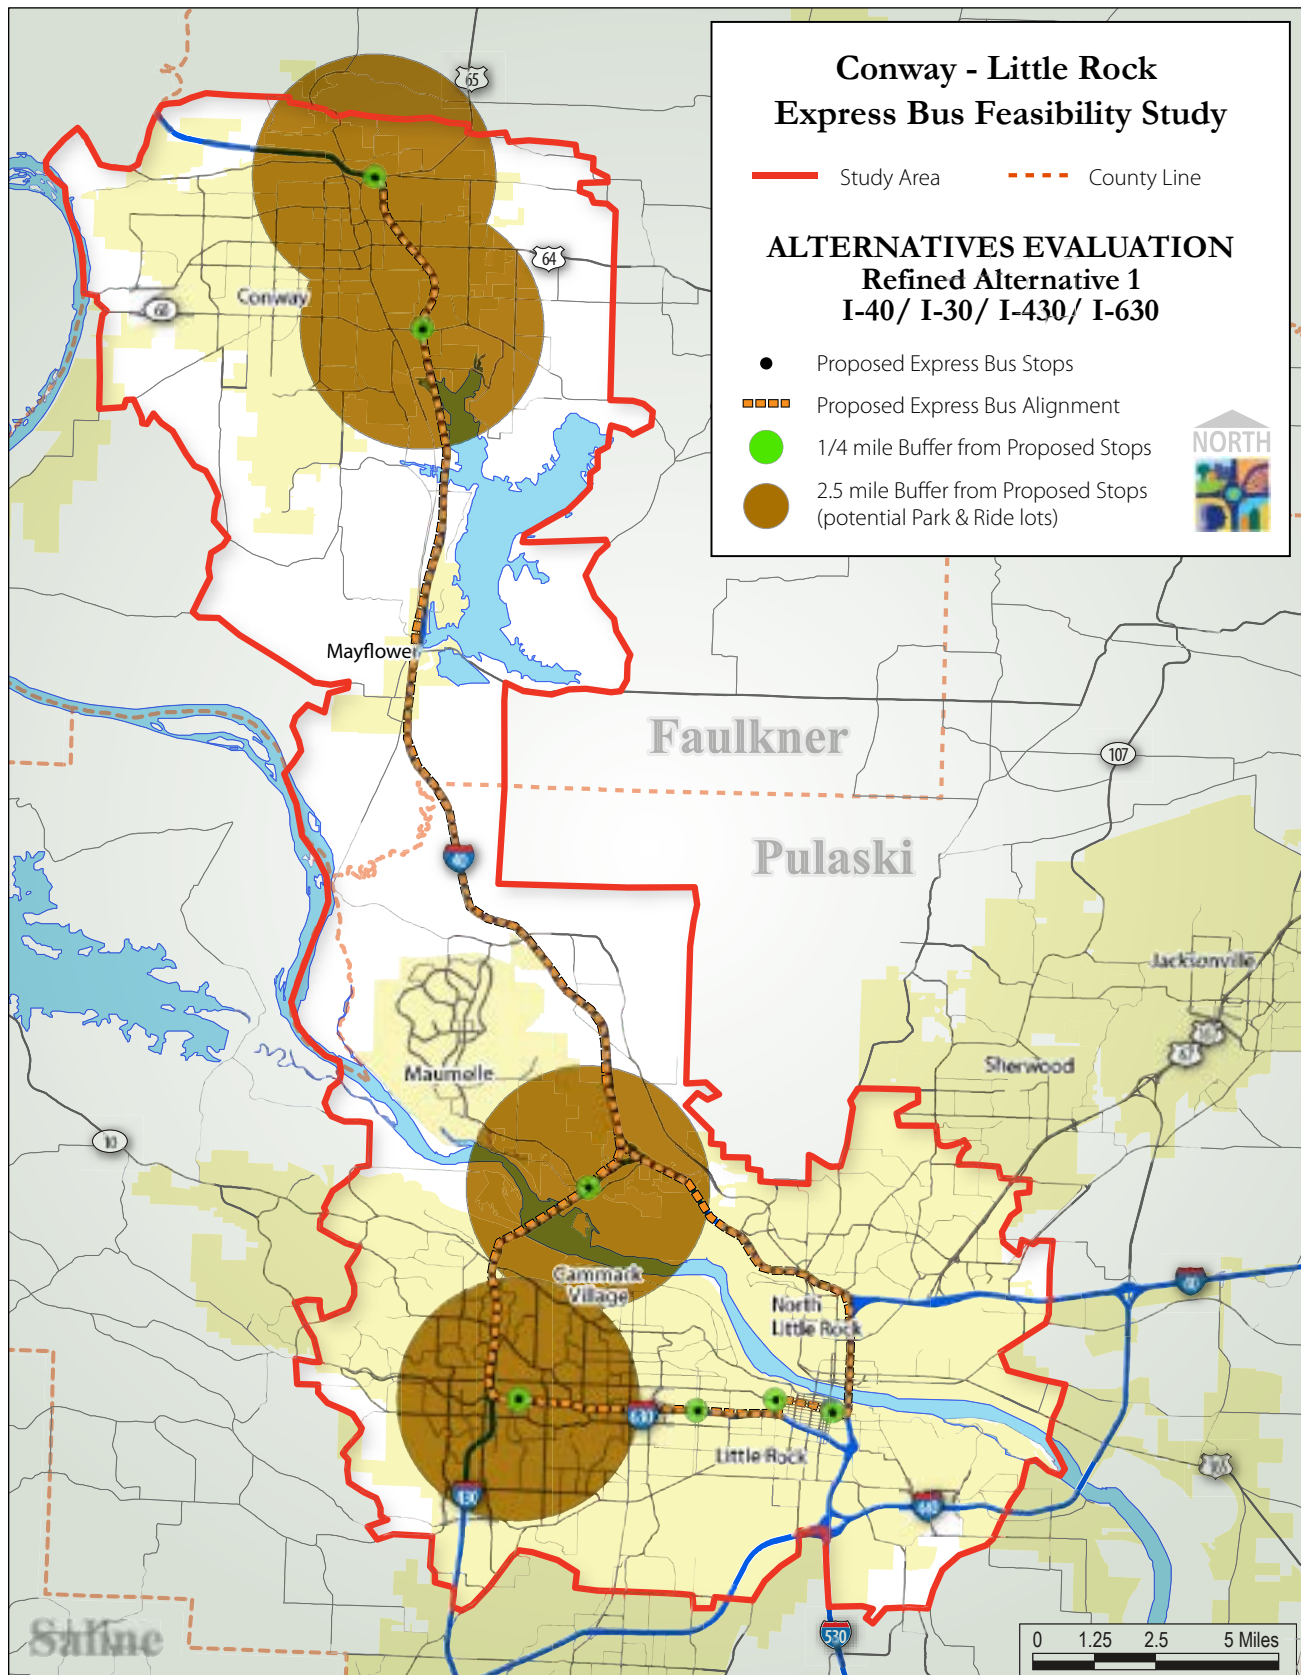 Conway - Little Rock
Express Bus Feasibility Study
Study Area
County Line
ALTERNATIVES EVALUATION
Refined Alternative 1
I-40/ I-30/ I-430/ I-630
Proposed Express Bus Stops
Proposed Express Bus Alignment
1/4 mile Buffer from Proposed Stops
2.5 mile Buffer from Proposed Stops
(potential Park & Ride lots)
NORTH
65
64
Conway
60
Mayflower
Faulkner
107
Pulaski
40
Jacksonville
67
Sherwood
Maumelle
10
Cammack
Village
40
North
Little Rock
630
Little Rock
430
440
530
Saline
0 1.25 2.5 5 Miles